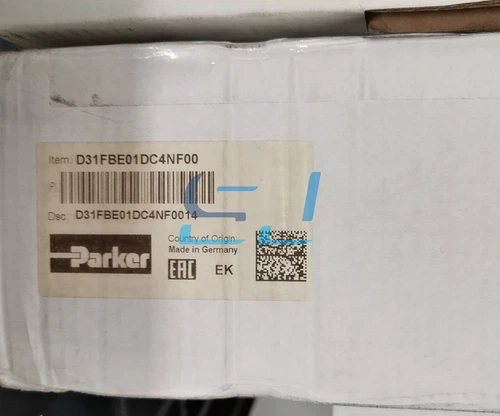 Item: D31FBE01DC4NF00
Dsc: D31FBE01DC4NF0014
Parker
Country of Origin
Made in Germany
EAC
EK